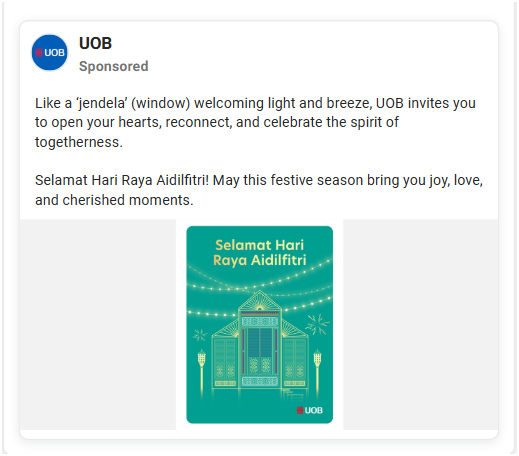 UOB
UOB
Sponsored
Like a ‘jendela’ (window) welcoming light and breeze, UOB invites you
to open your hearts, reconnect, and celebrate the spirit of
togetherness.
Selamat Hari Raya Aidilfitri! May this festive season bring you joy, love,
and cherished moments.
Selamat Hari
Raya Aidilfitri
UOB